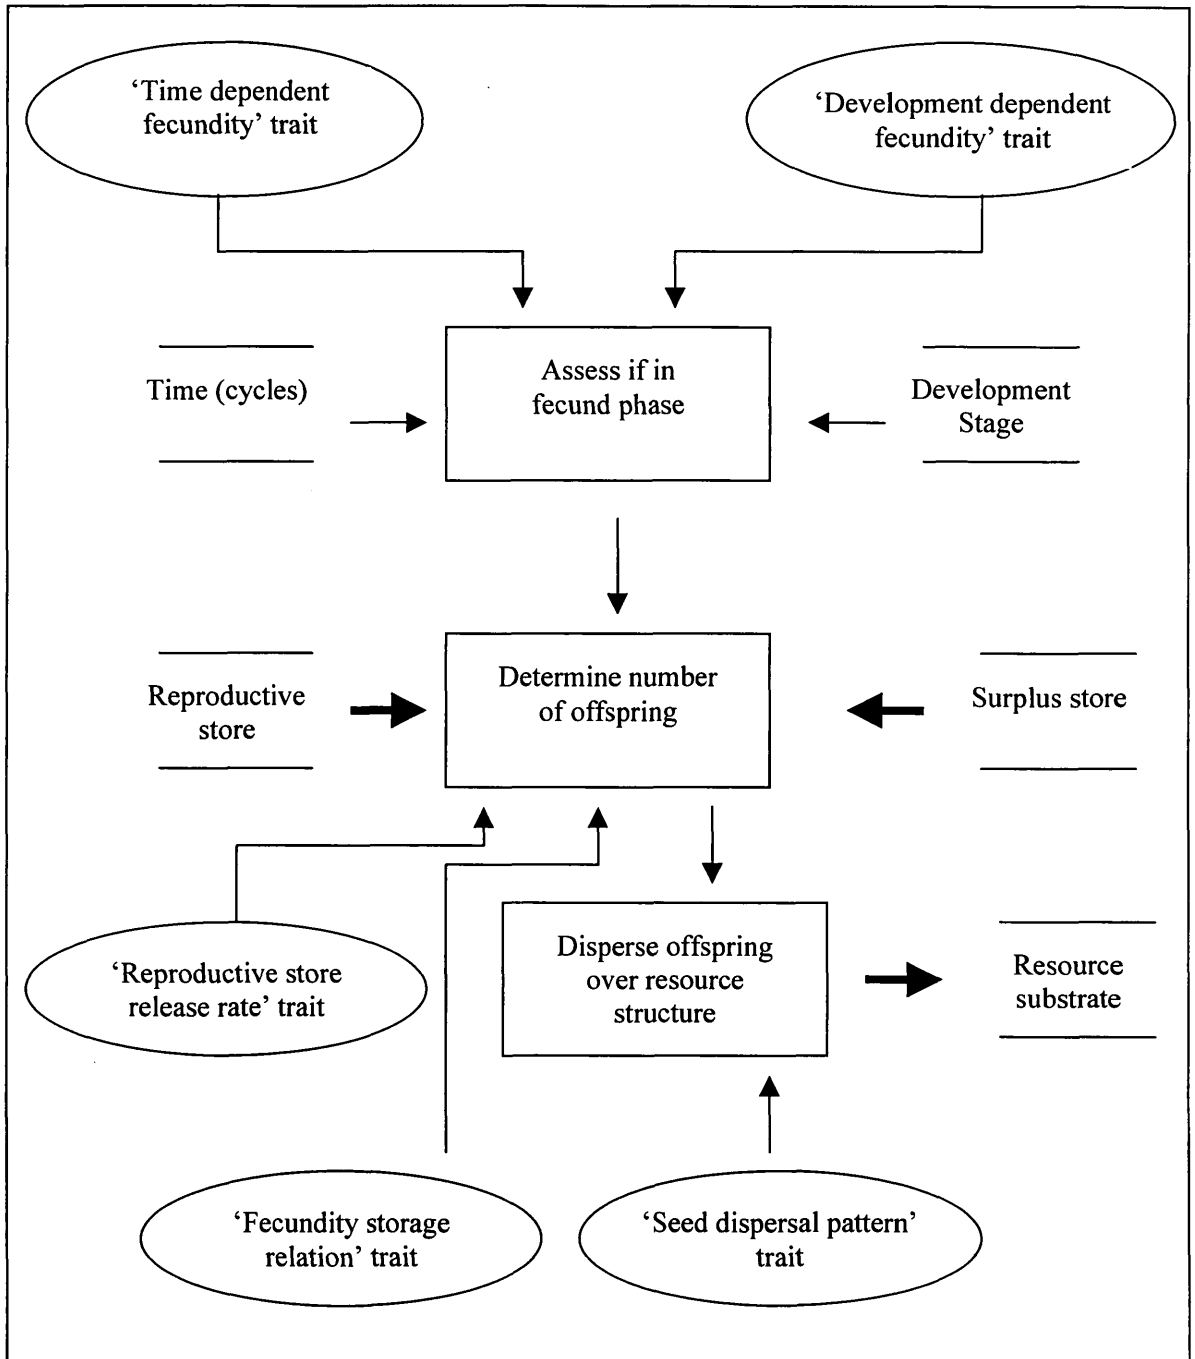 ‘Time dependent
fecundity’ trait
‘Development dependent
fecundity’ trait
Time (cycles)
Assess if in
fecund phase
Development
Stage
Reproductive
store
Determine number
of offspring
Surplus store
‘Reproductive store
release rate’ trait
Disperse offspring
over resource
structure
Resource
substrate
‘Fecundity storage
relation’ trait
‘Seed dispersal pattern’
trait